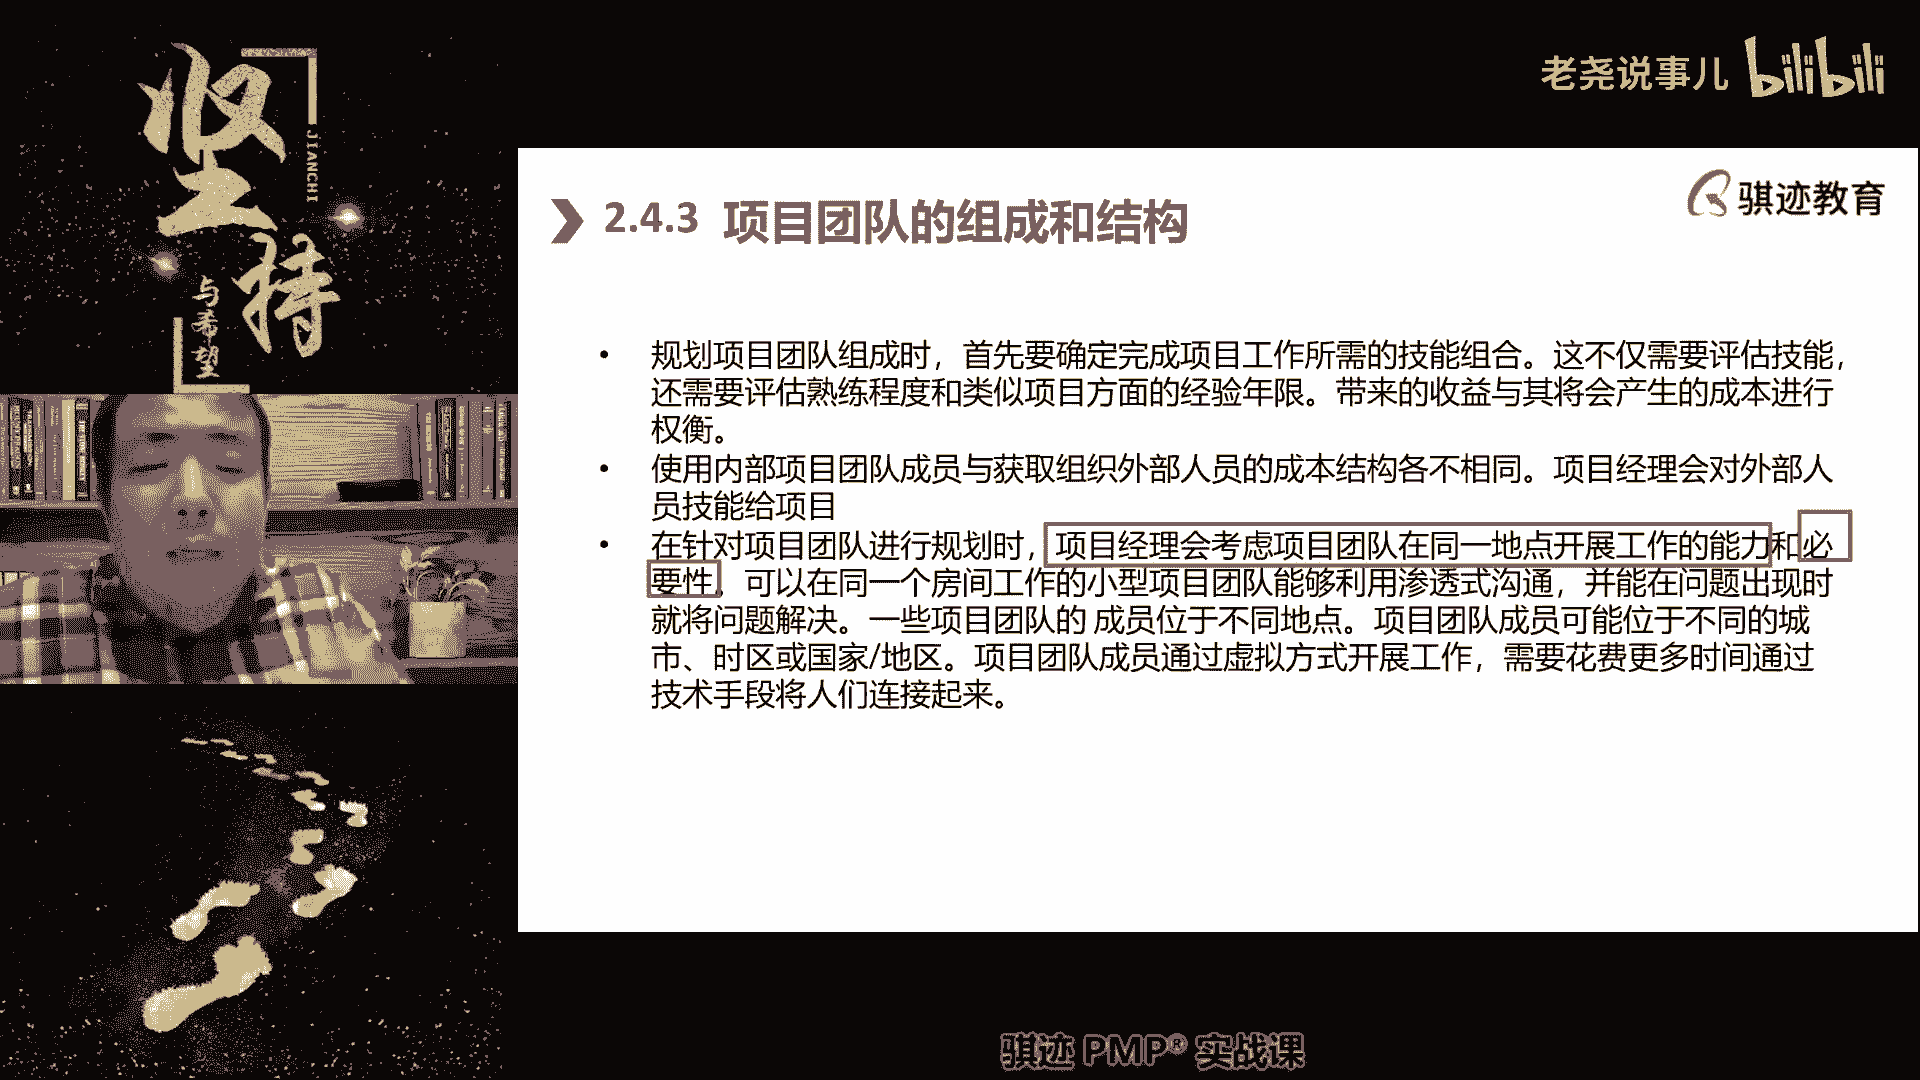 坚持
JIANCHI
与希望
老尧说事儿 bilibili
骐迹教育
2.4.3 项目团队的组成和结构
• 规划项目团队组成时，首先要确定完成项目工作所需的技能组合。这不仅需要评估技能，
还需要评估熟练程度和类似项目方面的经验年限。带来的收益与其将会产生的成本进行
权衡。
• 使用内部项目团队成员与获取组织外部人员的成本结构各不相同。项目经理会对外部人
员技能给项目
• 在针对项目团队进行规划时，项目经理会考虑项目团队在同一地点开展工作的能力和必
要性。可以在同一个房间工作的小型项目团队能够利用渗透式沟通，并能在问题出现时
就将问题解决。一些项目团队的 成员位于不同地点。项目团队成员可能位于不同的城
市、时区或国家/地区。项目团队成员通过虚拟方式开展工作，需要花费更多时间通过
技术手段将人们连接起来。
骐迹 PMP® 实战课